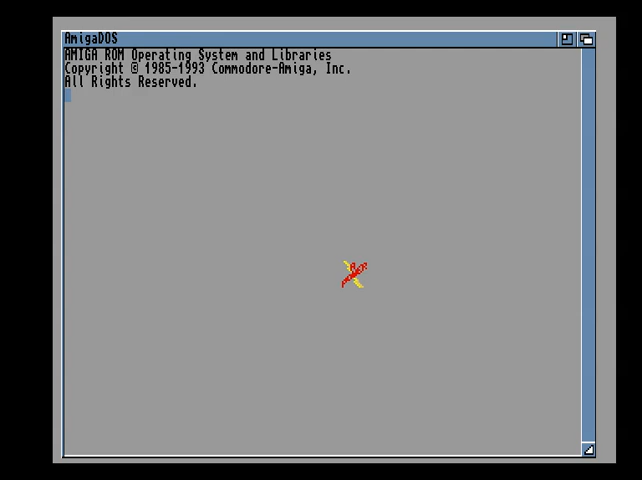 AmigaDOS
AMIGA ROM Operating System and Libraries
Copyright © 1985-1993 Commodore-Amiga, Inc.
All Rights Reserved.